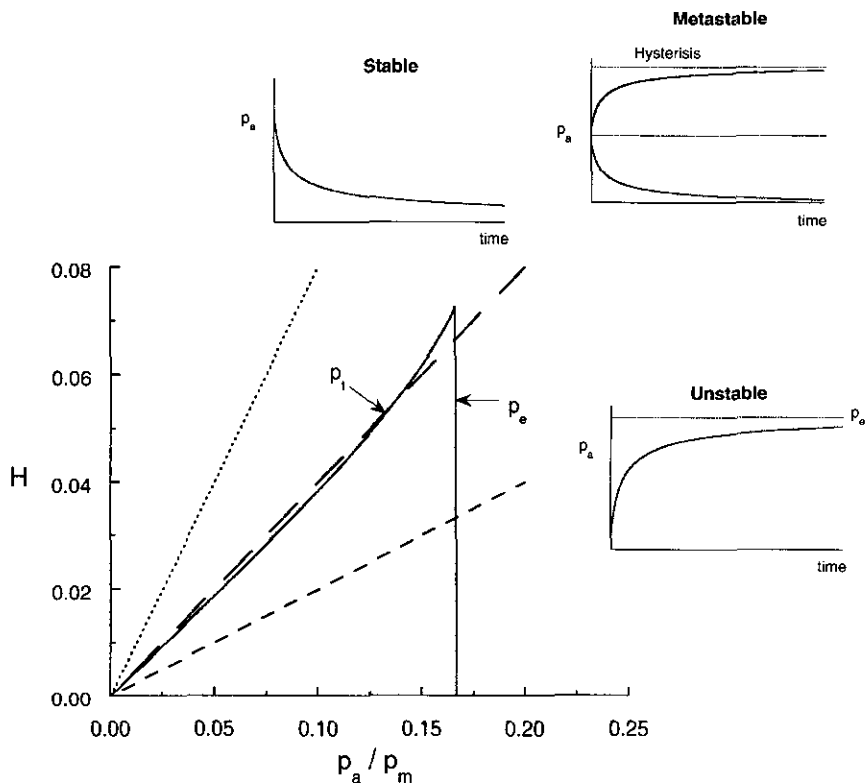 Metastable
Hysterisis
p_a
time
Stable
p_a
time
0.08
0.06
0.04
0.02
0.00
H
p_1
p_e
0.00 0.05 0.10 0.15 0.20 0.25
p_a / p_m
Unstable
p_e
p_a
time